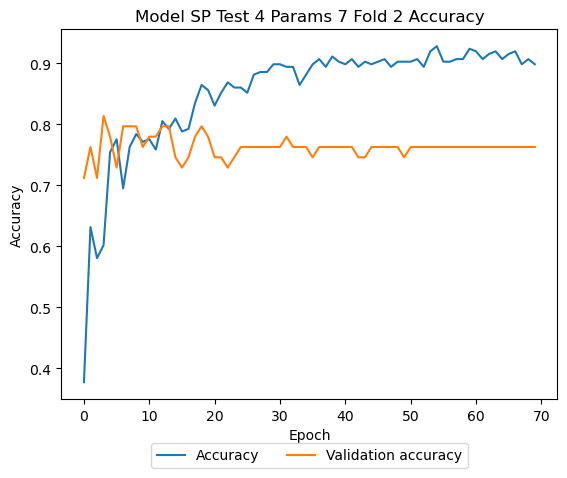 Model SP Test 4 Params 7 Fold 2 Accuracy
0.9
0.8
0.7
0.6
0.5
0.4
Accuracy
0 10 20 30 40 50 60 70
Epoch
Accuracy Validation accuracy